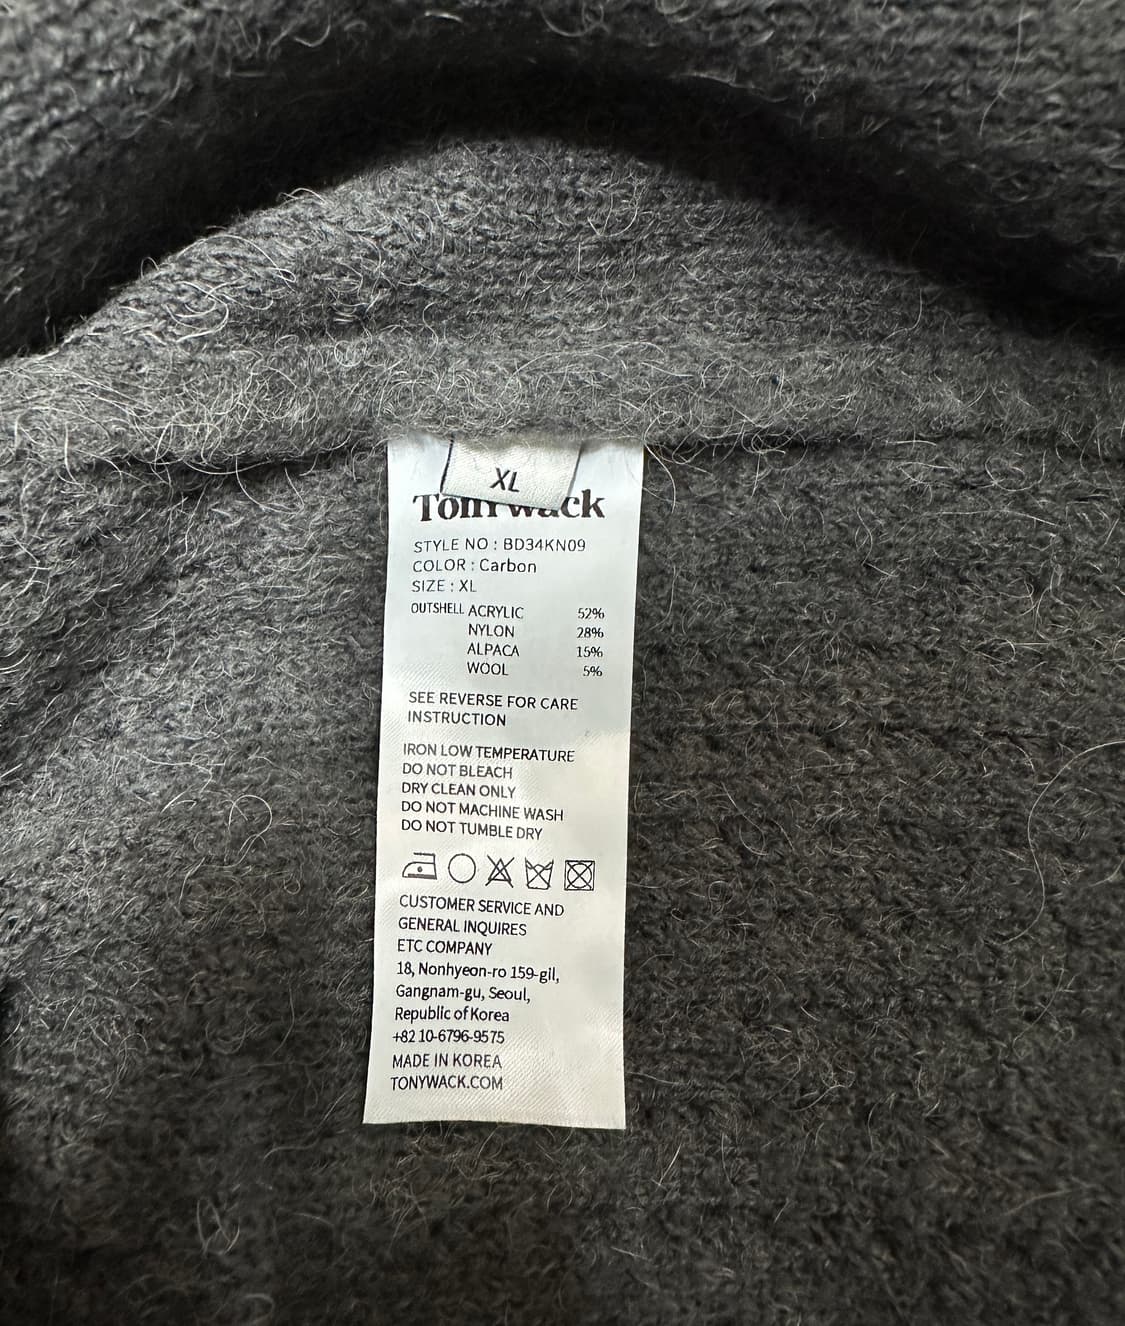 XL
Tonywack
STYLE NO : BD34KN09
COLOR : Carbon
SIZE : XL
OUTSHELL ACRYLIC 52%
NYLON 28%
ALPACA 15%
WOOL 5%
SEE REVERSE FOR CARE
INSTRUCTION
IRON LOW TEMPERATURE
DO NOT BLEACH
DRY CLEAN ONLY
DO NOT MACHINE WASH
DO NOT TUMBLE DRY
CUSTOMER SERVICE AND
GENERAL INQUIRES
ETC COMPANY
18, Nonhyeon-ro 159-gil,
Gangnam-gu, Seoul,
Republic of Korea
+82 10-6796-9575
MADE IN KOREA
TONYWACK.COM